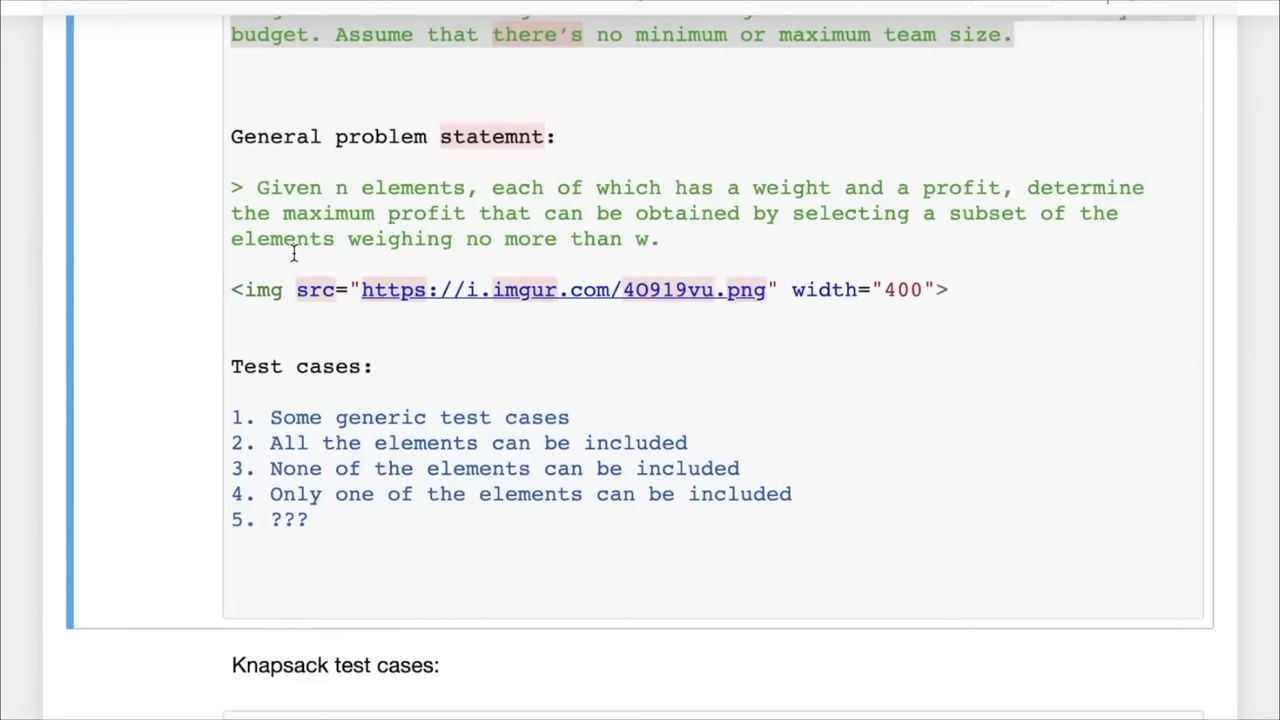 budget. Assume that there's no minimum or maximum team size.
General problem statemnt:
> Given n elements, each of which has a weight and a profit, determine
the maximum profit that can be obtained by selecting a subset of the
elements weighing no more than w.
<img src="https://i.imgur.com/4O919vu.png" width="400">
Test cases:
1. Some generic test cases
2. All the elements can be included
3. None of the elements can be included
4. Only one of the elements can be included
5. ???
Knapsack test cases: